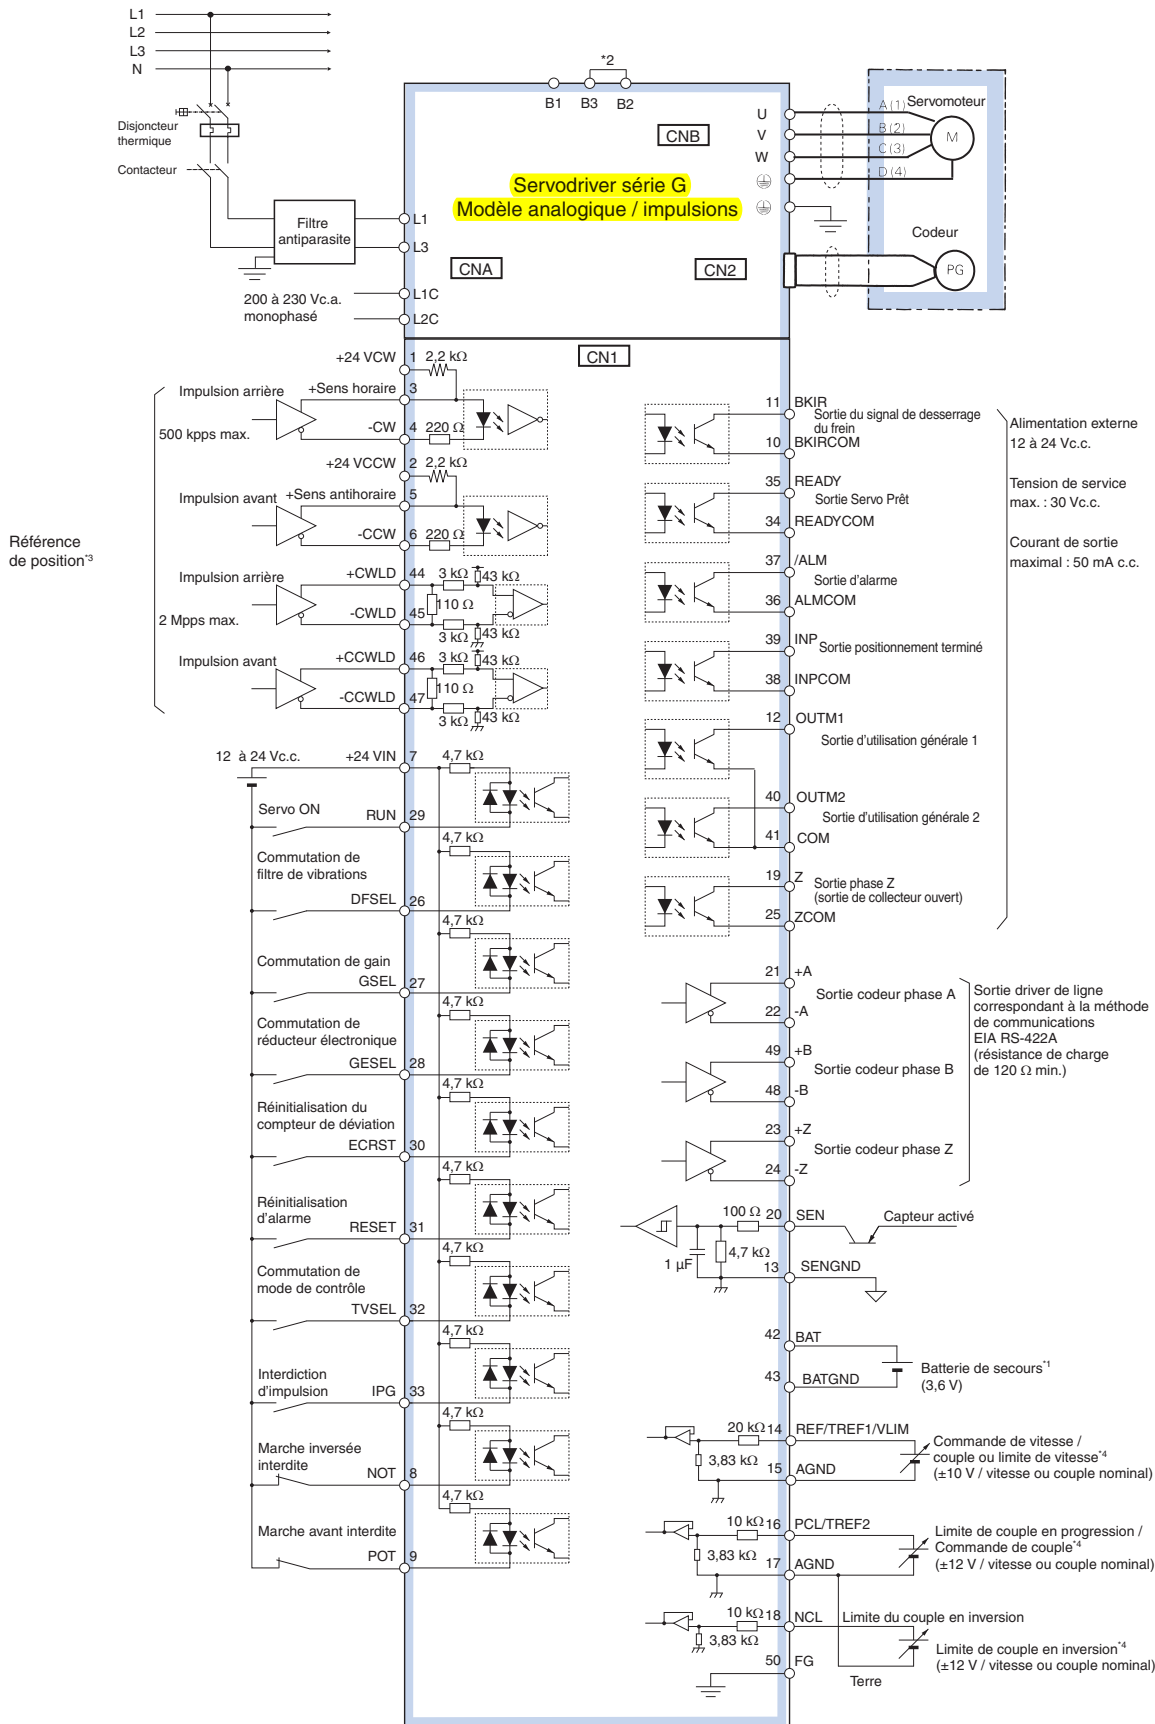 L1
L2
L3
N
Disjoncteur
thermique
Contacteur
Filtre
antiparasite
L1
L3
200 à 230 Vc.a.
monophasé
L1C
L2C
*2
B1 B3 B2
CNB
Servodriver série G
Modèle analogique / impulsions
CNA
CN2
U
V
W
A (1)
B (2)
C (3)
D (4)
Servomoteur
M
Codeur
PG
CN1
Référence
de position*3
+24 VCW 1 2,2 kΩ
Impulsion arrière
+Sens horaire 3
500 kpps max.
-CW 4 220 Ω
+24 VCCW 2 2,2 kΩ
Impulsion avant
+Sens antihoraire 5
-CCW 6 220 Ω
Impulsion arrière
+CWLD 44 3 kΩ 43 kΩ
110 Ω
2 Mpps max.
-CWLD 45
3 kΩ 43 kΩ
Impulsion avant
+CCWLD 46 3 kΩ 43 kΩ
110 Ω
-CCWLD 47
3 kΩ 43 kΩ
12 à 24 Vc.c.
+24 VIN 7 4,7 kΩ
Servo ON
RUN 29
4,7 kΩ
Commutation de
filtre de vibrations
DFSEL 26
4,7 kΩ
Commutation de gain
GSEL 27
4,7 kΩ
Commutation de
réducteur électronique
GESEL 28
4,7 kΩ
Réinitialisation du
compteur de déviation
ECRST 30
4,7 kΩ
Réinitialisation
d'alarme
RESET 31
4,7 kΩ
Commutation de
mode de contrôle
TVSEL 32
4,7 kΩ
Interdiction
d'impulsion
IPG 33
4,7 kΩ
Marche inversée
interdite
NOT 8
4,7 kΩ
Marche avant interdite
POT 9
11 BKIR
Sortie du signal de desserrage
du frein
10 BKIRCOM
35 READY
Sortie Servo Prêt
34 READYCOM
37 /ALM
Sortie d'alarme
36 ALMCOM
39 INP
Sortie positionnement terminé
38 INPCOM
12 OUTM1
Sortie d'utilisation générale 1
40 OUTM2
Sortie d'utilisation générale 2
41 COM
19 Z
Sortie phase Z
(sortie de collecteur ouvert)
25 ZCOM
Alimentation externe
12 à 24 Vc.c.
Tension de service
max. : 30 Vc.c.
Courant de sortie
maximal : 50 mA c.c.
21 +A
Sortie codeur phase A
22 -A
49 +B
Sortie codeur phase B
48 -B
23 +Z
Sortie codeur phase Z
24 -Z
Sortie driver de ligne
correspondant à la méthode
de communications
EIA RS-422A
(résistance de charge
de 120 Ω min.)
100 Ω 20 SEN
Capteur activé
4,7 kΩ
1 µF
13 SENGND
42 BAT
Batterie de secours*1
(3,6 V)
43 BATGND
20 kΩ 14 REF/TREF1/VLIM
3,83 kΩ
15 AGND
Commande de vitesse /
couple ou limite de vitesse*4
(±10 V / vitesse ou couple nominal)
10 kΩ 16 PCL/TREF2
3,83 kΩ
17 AGND
Limite de couple en progression /
Commande de couple*4
(±12 V / vitesse ou couple nominal)
10 kΩ 18 NCL
Limite du couple en inversion
3,83 kΩ
Limite de couple en inversion*4
(±12 V / vitesse ou couple nominal)
50 FG
Terre